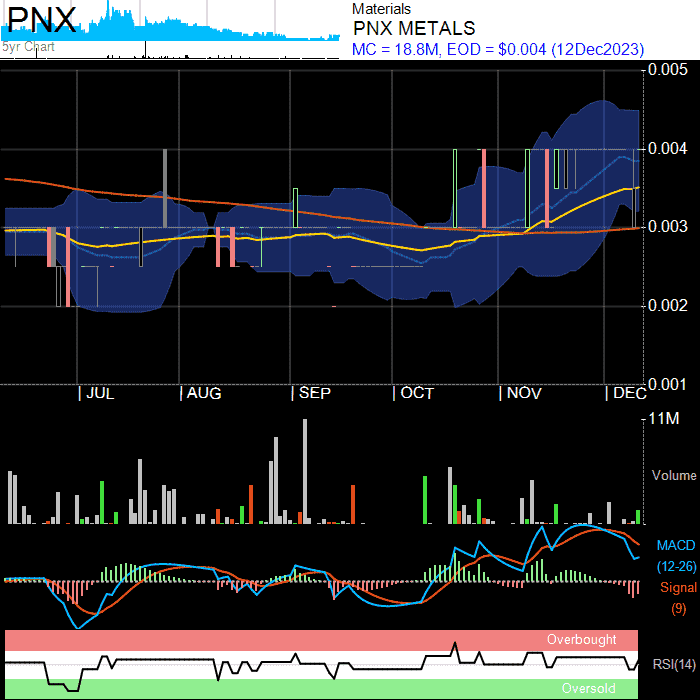 PNX
5yr Chart
Materials
PNX METALS
MC = 18.8M, EOD = $0.004 (12Dec2023)
0.005
0.004
0.003
0.002
0.001
JUL
AUG
SEP
OCT
NOV
DEC
11M
Volume
MACD
(12-26)
Signal
(9)
Overbought
RSI(14)
Oversold